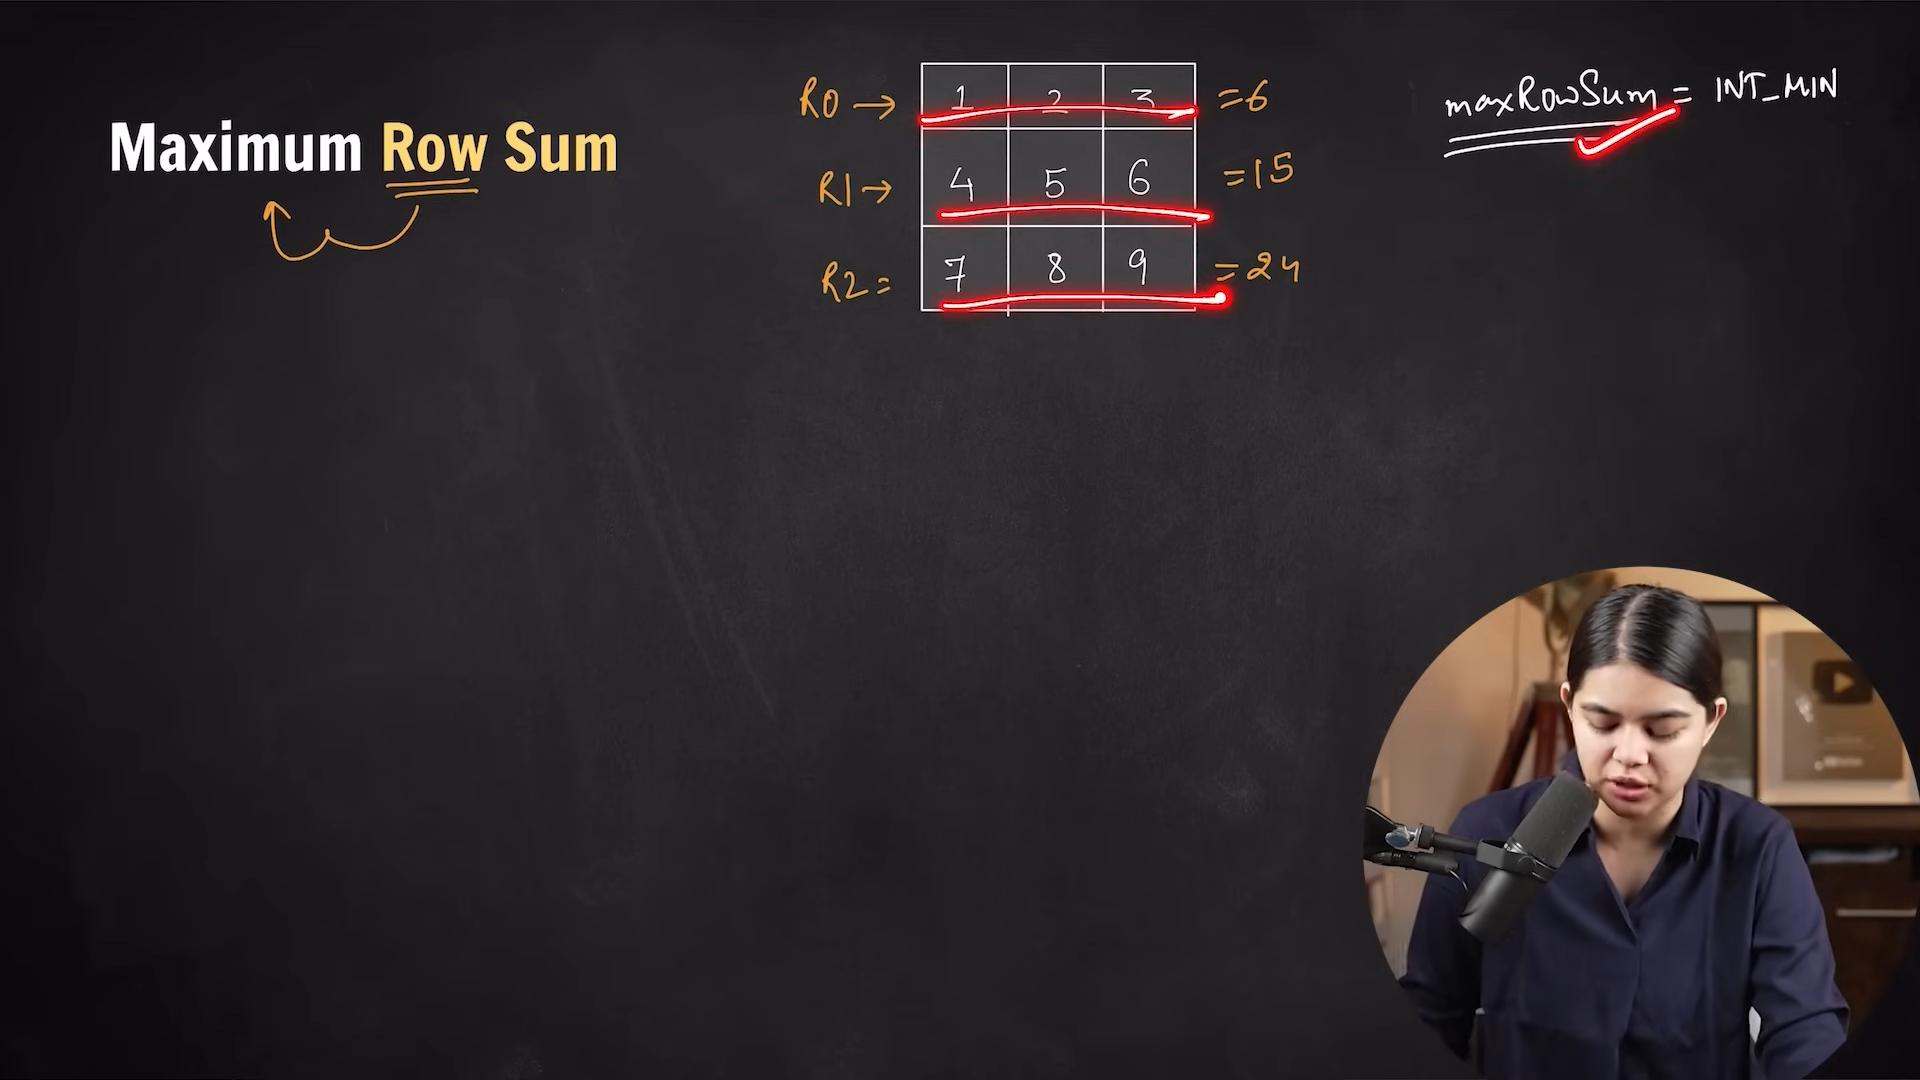 Maximum Row Sum
R0 → 1 2 3 =6
R1 → 4 5 6 =15
R2 = 7 8 9 =24
maxRowSum = INT_MIN